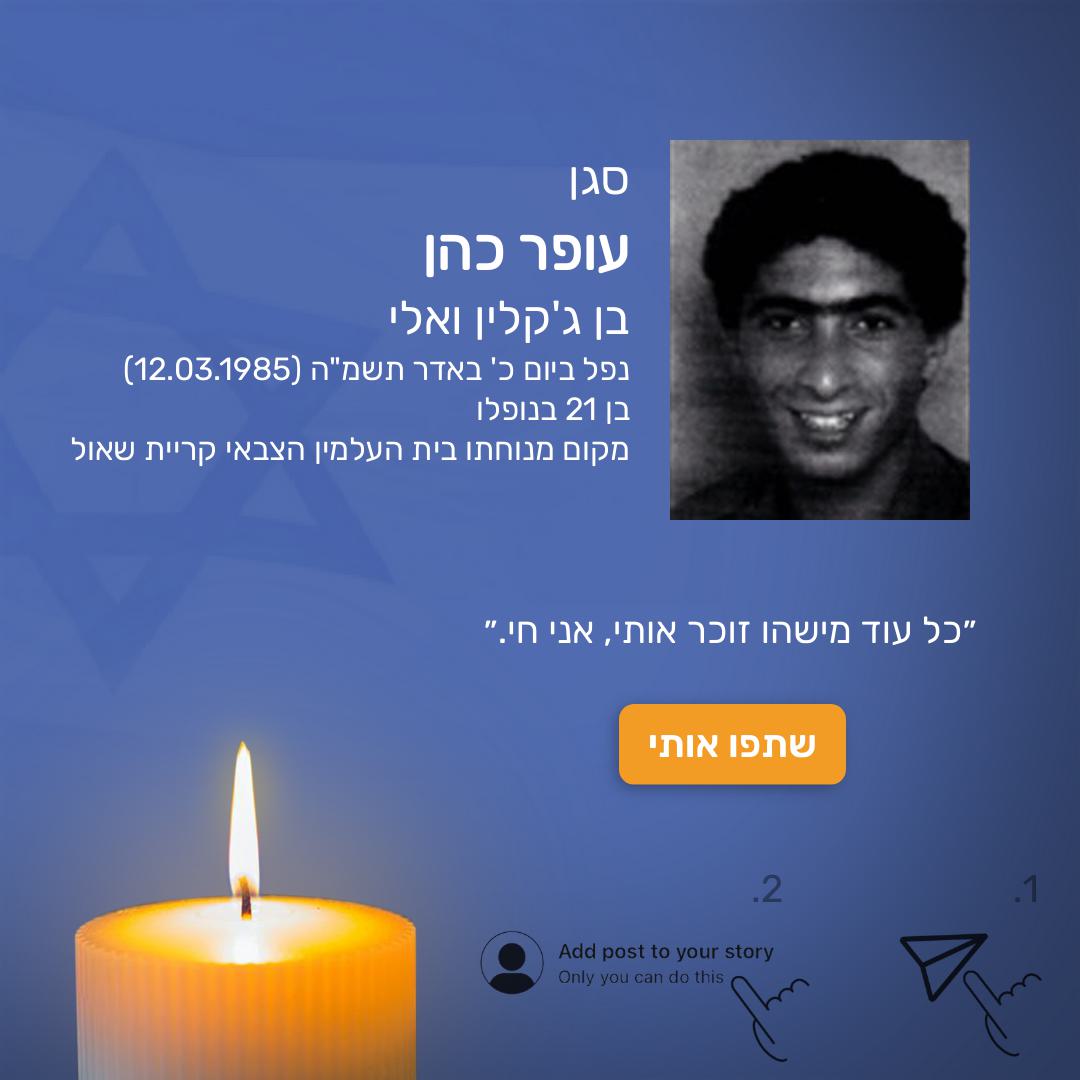 סגן
עופר כהן
בן ג'קלין ואלי
נפל ביום כ' באדר תשמ"ה (12.03.1985)
בן 21 בנופלו
מקום מנוחתו בית העלמין הצבאי קריית שאול
״כל עוד מישהו זוכר אותי, אני חי.״
שתפו אותי
.1
.2
Add post to your story
Only you can do this